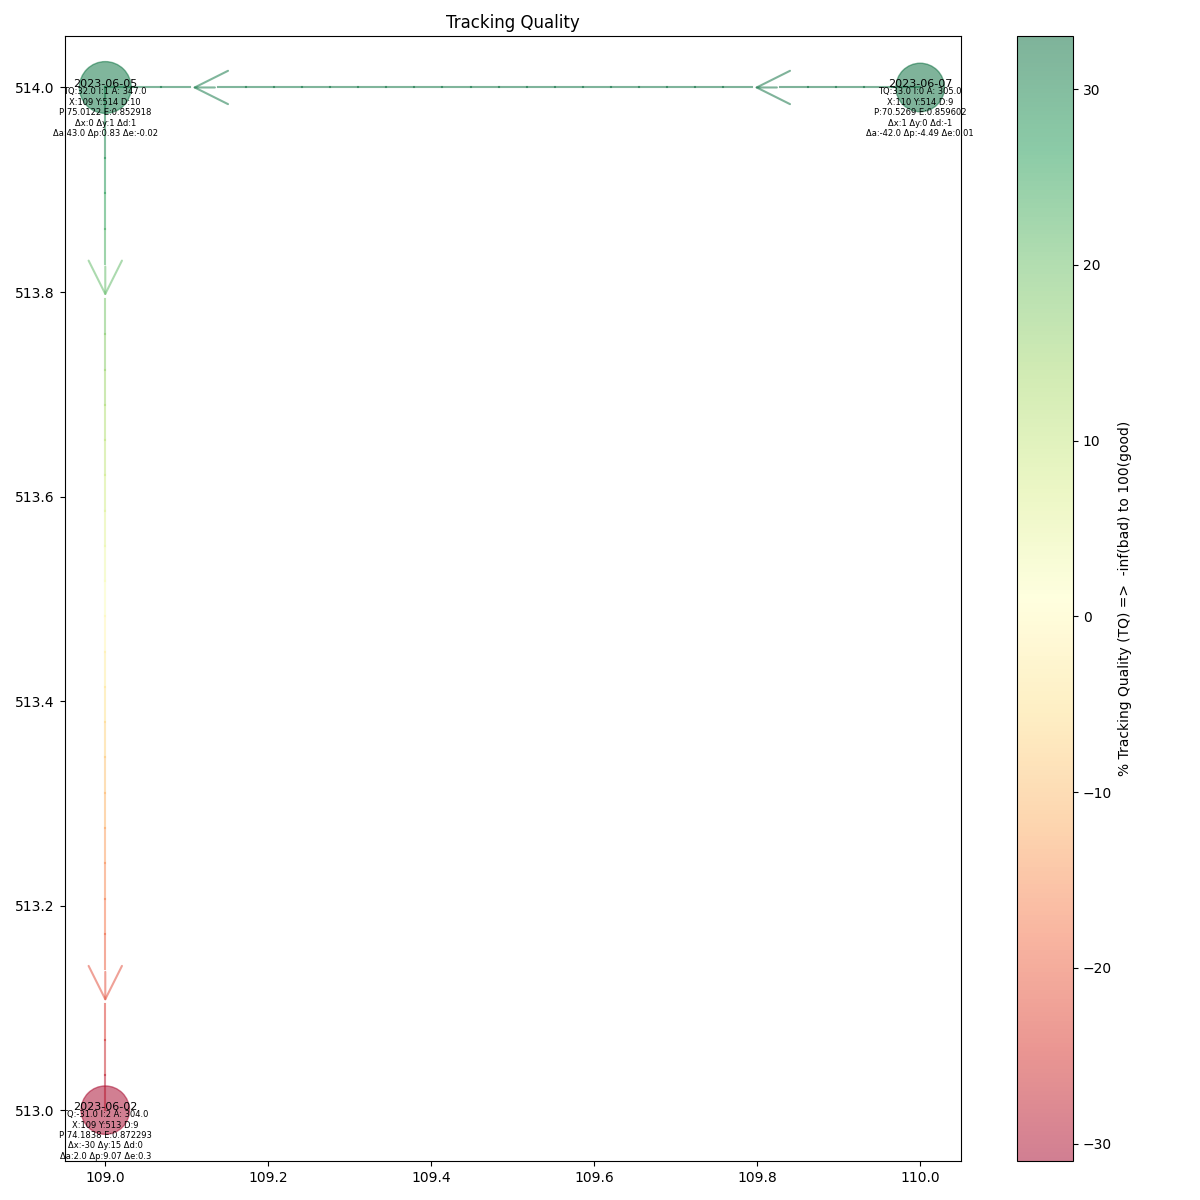 Tracking Quality
514.0
513.8
513.6
513.4
513.2
513.0
109.0
109.2
109.4
109.6
109.8
110.0
2023-06-05
TQ:32.0 I:1 A: 347.0
X:109 Y:514 D:10
P:75.0122 E:0.852918
Δx:0 Δy:1 Δd:1
Δa:43.0 Δp:0.83 Δe:-0.02
2023-06-07
TQ:33.0 I:0 A: 305.0
X:110 Y:514 D:9
P:70.5269 E:0.859602
Δx:1 Δy:0 Δd:-1
Δa:-42.0 Δp:-4.49 Δe:0.01
2023-06-02
TQ:-31.0 I:2 A: 304.0
X:109 Y:513 D:9
P:74.1838 E:0.872293
Δx:-30 Δy:15 Δd:0
Δa:2.0 Δp:9.07 Δe:0.3
30
20
10
0
−10
−20
−30
% Tracking Quality (TQ) => -inf(bad) to 100(good)